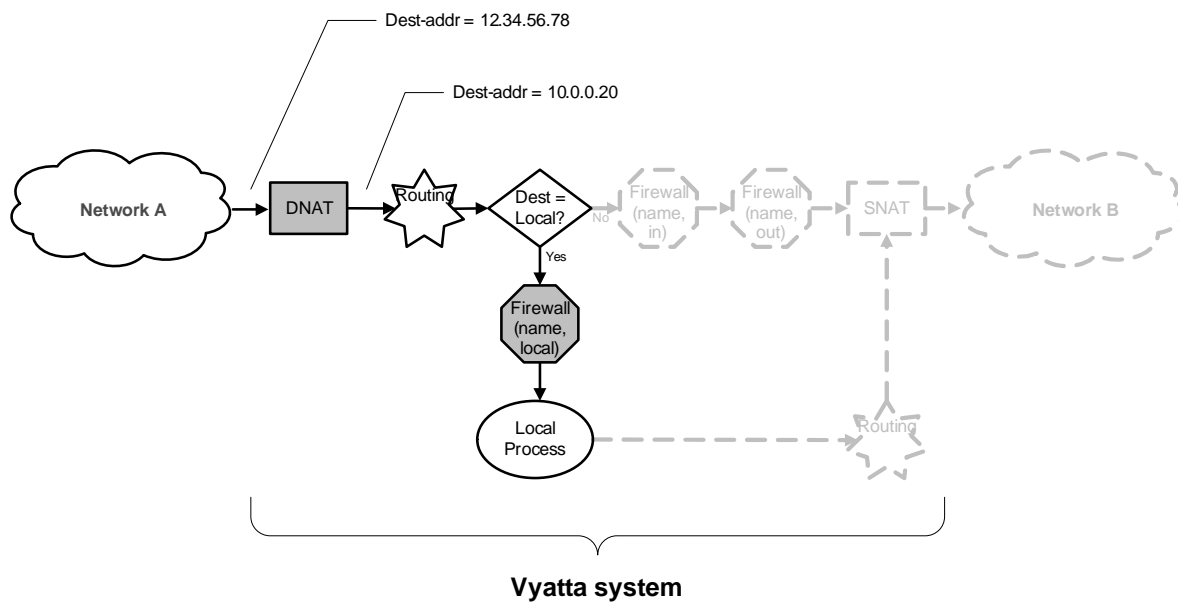 Dest-addr = 12.34.56.78
Dest-addr = 10.0.0.20
Network A
DNAT
Routing
Dest =
Local?
No
Yes
Firewall
(name,
in)
Firewall
(name,
out)
SNAT
Network B
Firewall
(name,
local)
Local
Process
Routing
Vyatta system